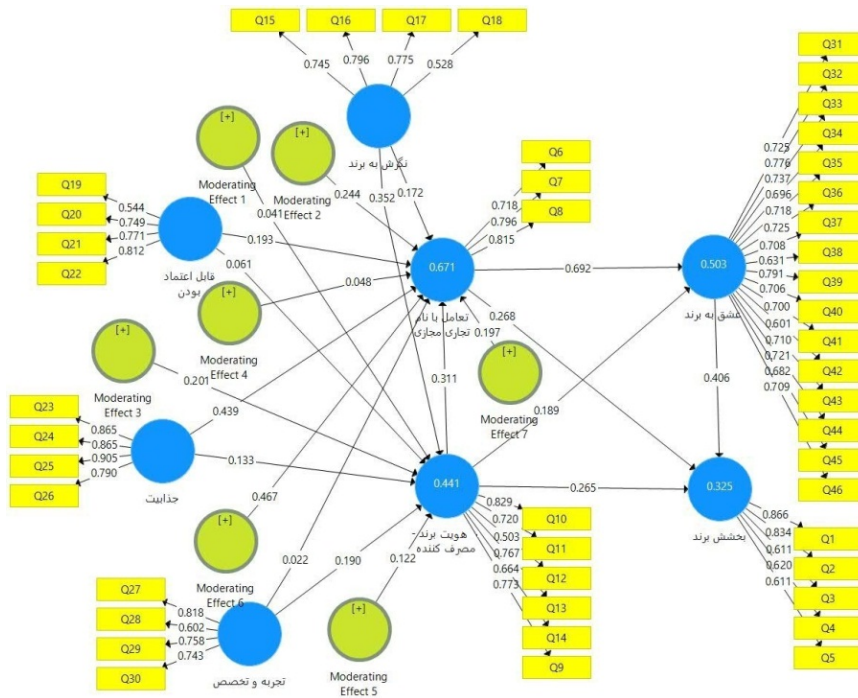 Q15
Q16
Q17
Q18
0.745
0.796
0.775
0.528
نگرش به برند
[+]
Moderating
Effect 1
[+]
Moderating
Effect 2
0.244
0.352
0.172
0.041
Q19
Q20
Q21
Q22
0.544
0.749
0.771
0.812
قابل اعتماد
بودن
0.193
0.061
[+]
Moderating
Effect 4
0.048
Q6
Q7
Q8
0.718
0.796
0.815
0.671
تعامل با نام
تجاری مجازی
0.692
0.268
0.197
[+]
Moderating
Effect 7
0.311
0.189
[+]
Moderating
Effect 3
0.201
Q23
Q24
Q25
Q26
0.865
0.865
0.905
0.790
جذابیت
0.439
0.133
[+]
Moderating
Effect 6
0.467
0.022
0.190
0.122
Q27
Q28
Q29
Q30
0.818
0.602
0.758
0.743
تجربه و تخصص
[+]
Moderating
Effect 5
0.441
هویت برند -
مصرف کننده
0.265
0.829
0.720
0.503
0.767
0.664
0.773
Q10
Q11
Q12
Q13
Q14
Q9
0.503
عشق به برند
0.406
0.725
0.776
0.737
0.696
0.718
0.725
0.708
0.631
0.791
0.706
0.700
0.601
0.710
0.721
0.682
0.709
Q31
Q32
Q33
Q34
Q35
Q36
Q37
Q38
Q39
Q40
Q41
Q42
Q43
Q44
Q45
Q46
0.325
بخشش برند
0.866
0.834
0.611
0.620
0.611
Q1
Q2
Q3
Q4
Q5